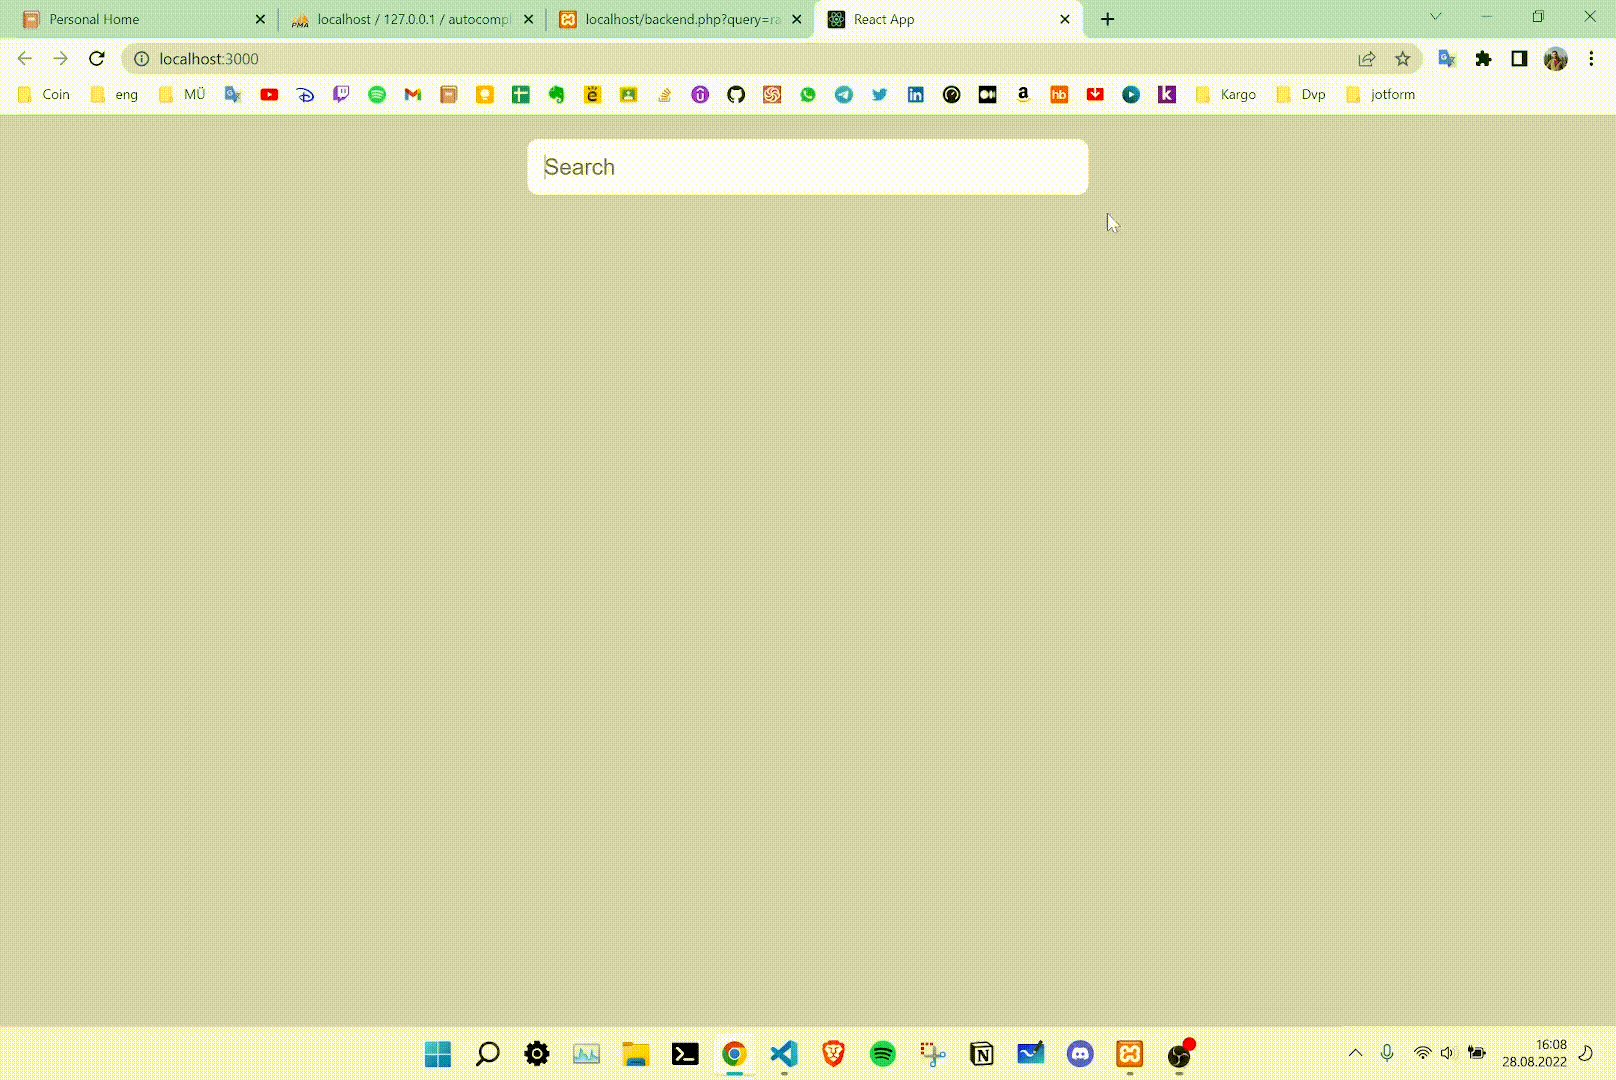 Personal Home
localhost / 127.0.0.1 / autocompl
localhost/backend.php?query=ra
React App
localhost:3000
Coin
eng
MÜ
hb
a
k
Kargo
Dvp
jotform
Search
16:08
28.08.2022